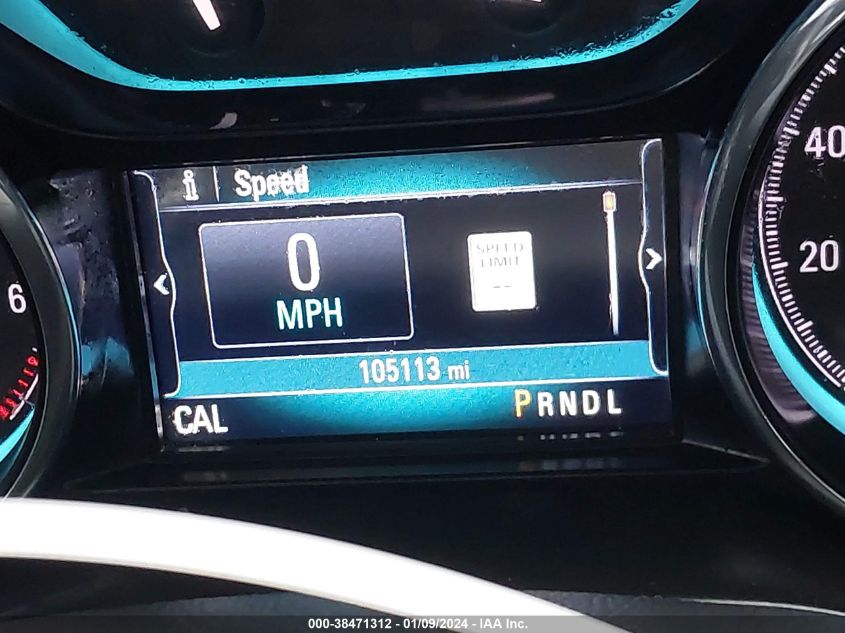 i Speed
0
MPH
SPEED
LIMIT
--
105113 mi
CAL
PRNDL
6
40
20
000-38471312 - 01/09/2024 - IAA Inc.